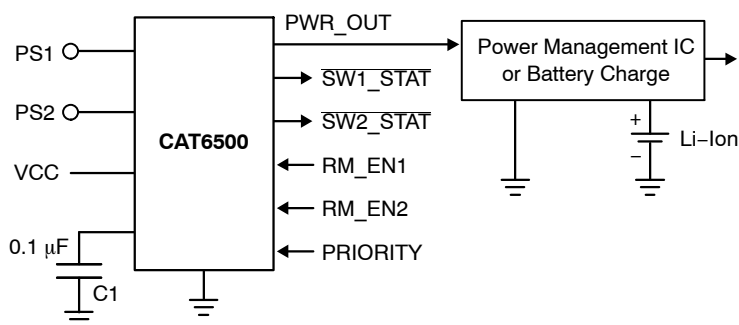 PWR_OUT
PS1
SW1_STAT
Power Management IC
or Battery Charge
PS2
SW2_STAT
+
Li–Ion
–
CAT6500
VCC
RM_EN1
RM_EN2
0.1 μF
PRIORITY
C1